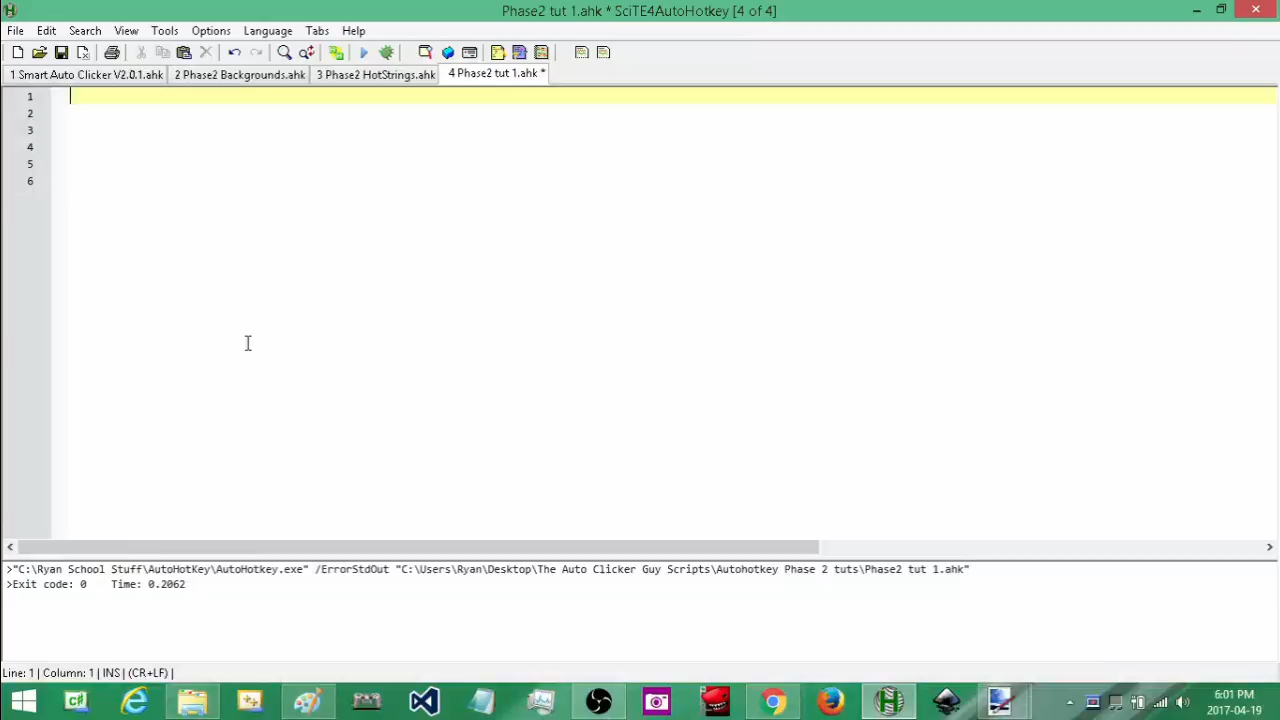 Phase2 tut 1.ahk * SciTE4AutoHotkey [4 of 4]
File Edit Search View Tools Options Language Tabs Help
1 Smart Auto Clicker V2.0.1.ahk 2 Phase2 Backgrounds.ahk 3 Phase2 HotStrings.ahk 4 Phase2 tut 1.ahk *
1
2
3
4
5
6
>"C:\Ryan School Stuff\AutoHotKey\AutoHotkey.exe" /ErrorStdOut "C:\Users\Ryan\Desktop\The Auto Clicker Guy Scripts\Autohotkey Phase 2 tuts\Phase2 tut 1.ahk"
>Exit code: 0 Time: 0.2062
Line: 1 | Column: 1 | INS | (CR+LF) |
6:01 PM
2017-04-19